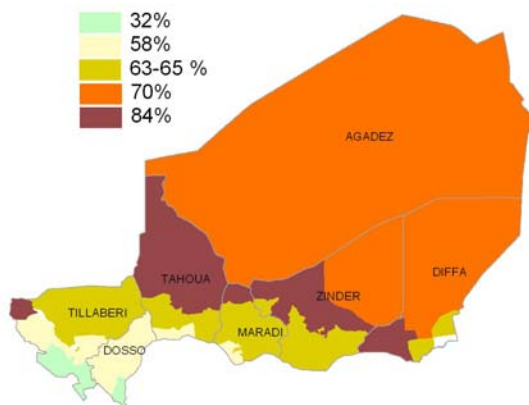 32%
58%
63-65 %
70%
84%
AGADEZ
DIFFA
TAHOUA
ZINDER
TILLABERI
MARADI
DOSSO